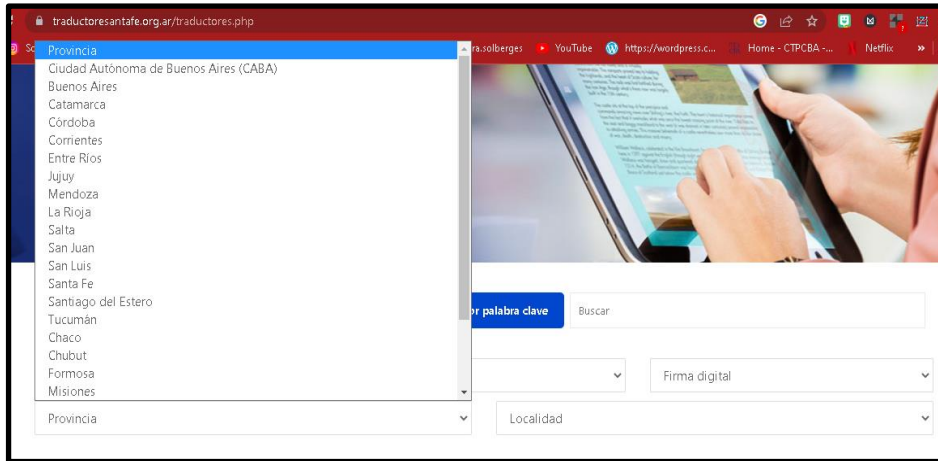 traductoresantafe.org.ar/traductores.php
ra.solberges YouTube https://wordpress.c... Home - CTPCBA -... Netflix »
Provincia
Ciudad Autónoma de Buenos Aires (CABA)
Buenos Aires
Catamarca
Córdoba
Corrientes
Entre Ríos
Jujuy
Mendoza
La Rioja
Salta
San Juan
San Luis
Santa Fe
Santiago del Estero
Tucumán
Chaco
Chubut
Formosa
Misiones
or palabra clave Buscar
Firma digital
Provincia Localidad